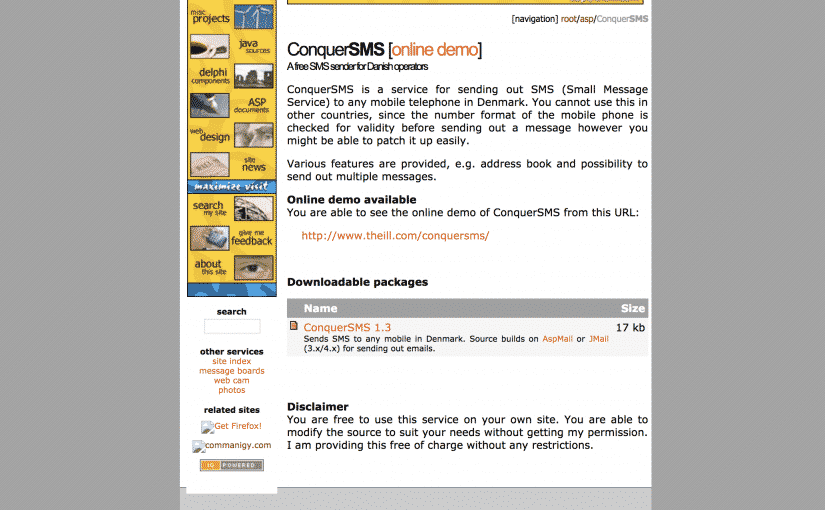 misc
projects
java
sources
delphi
components
ASP
documents
web
design
site
news
maximize visit
search
my site
give me
feedback
about
this site
search
other services
site index
message boards
web cam
photos
related sites
Get Firefox!
commanigy.com
POWERED
[navigation] root/asp/ConquerSMS
ConquerSMS [online demo]
A free SMS sender for Danish operators
ConquerSMS is a service for sending out SMS (Small Message
Service) to any mobile telephone in Denmark. You cannot use this in
other countries, since the number format of the mobile phone is
checked for validity before sending out a message however you
might be able to patch it up easily.
Various features are provided, e.g. address book and possibility to
send out multiple messages.
Online demo available
You are able to see the online demo of ConquerSMS from this URL:
http://www.theill.com/conquersms/
Downloadable packages
Name Size
ConquerSMS 1.3 17 kb
Sends SMS to any mobile in Denmark. Source builds on AspMail or JMail
(3.x/4.x) for sending out emails.
Disclaimer
You are free to use this service on your own site. You are able to
modify the source to suit your needs without getting my permission.
I am providing this free of charge without any restrictions.